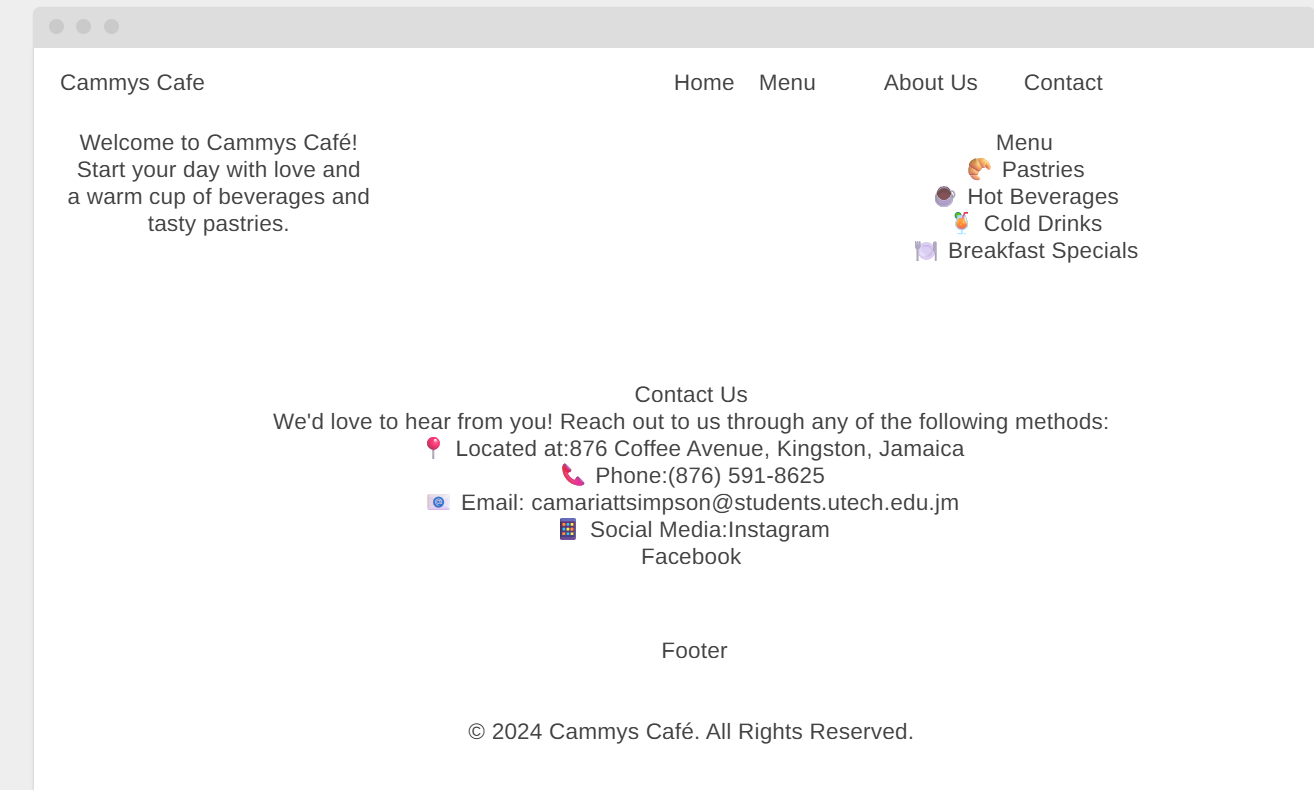 Cammys Cafe Home Menu About Us Contact
Welcome to Cammys Café!
Start your day with love and
a warm cup of beverages and
tasty pastries.
Menu
🥐 Pastries
☕ Hot Beverages
🍹 Cold Drinks
🍽️ Breakfast Specials
Contact Us
We'd love to hear from you! Reach out to us through any of the following methods:
📍 Located at:876 Coffee Avenue, Kingston, Jamaica
📞 Phone:(876) 591-8625
📧 Email: camariattsimpson@students.utech.edu.jm
📱 Social Media:Instagram
Facebook
Footer
© 2024 Cammys Café. All Rights Reserved.